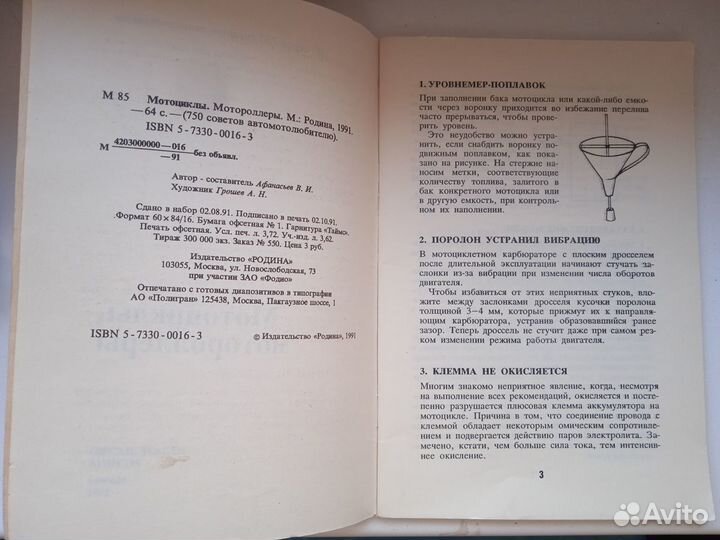 М 85 Мотоциклы. Мотороллеры. М.: Родина, 1991.
—64 с.—(750 советов автомотолюбителю).
ISBN 5-7330-0016-3
М 4203000000—016
—91
без объявл.
Автор - составитель Афанасьев В. И.
Художник Грошев А. Н.
Сдано в набор 02.08.91. Подписано в печать 02.10.91.
Формат 60×84/16. Бумага офсетная № 1. Гарнитура «Таймс».
Печать офсетная. Усл. печ. л. 3,72. Уч.-изд. л. 3,62.
Тираж 300 000 экз. Заказ № 550. Цена 3 руб.
Издательство «РОДИНА»
103055, Москва, ул. Новослободская, 73
при участии ЗАО «Фодио»
Отпечатано с готовых диапозитивов в типографии
АО «Полигран» 125438, Москва, Пакгаузное шоссе, 1
ISBN 5-7330-0016-3
© Издательство «Родина», 1991
1. УРОВНЕМЕР-ПОПЛАВОК
При заполнении бака мотоцикла или какой-либо емко-
сти через воронку приходится во избежание перелива
часто прерываться, чтобы прове-
рить уровень.
Это неудобство можно устра-
нить, если снабдить воронку по-
движным поплавком, как пока-
зано на рисунке. На стержне на-
носим метки, соответствующие
количеству топлива, залитого в
бак конкретного мотоцикла или
в другую емкость, при контроль-
ном их наполнении.
2. ПОРОЛОН УСТРАНИЛ ВИБРАЦИЮ
В мотоциклетном карбюраторе с плоским дросселем
после длительной эксплуатации начинают стучать за-
слонки из-за вибрации при изменении числа оборотов
двигателя.
Чтобы избавиться от этих неприятных стуков, вло-
жите между заслонками дросселя кусочки поролона
толщиной 3—4 мм, которые прижмут их к направля-
ющим карбюратора, устранив образовавшийся ранее
зазор. Теперь дроссель не стучит даже при самом рез-
ком изменении режима работы двигателя.
3. КЛЕММА НЕ ОКИСЛЯЕТСЯ
Многим знакомо неприятное явление, когда, несмотря
на выполнение всех рекомендаций, окисляется и посте-
пенно разрушается плюсовая клемма аккумулятора на
мотоцикле. Причина в том, что соединение провода с
клеммой обладает некоторым омическим сопротивле-
нием и подвергается действию паров электролита. За-
мечено, кстати, чем больше сила тока, тем интенсив-
нее окисление.
3
Avito